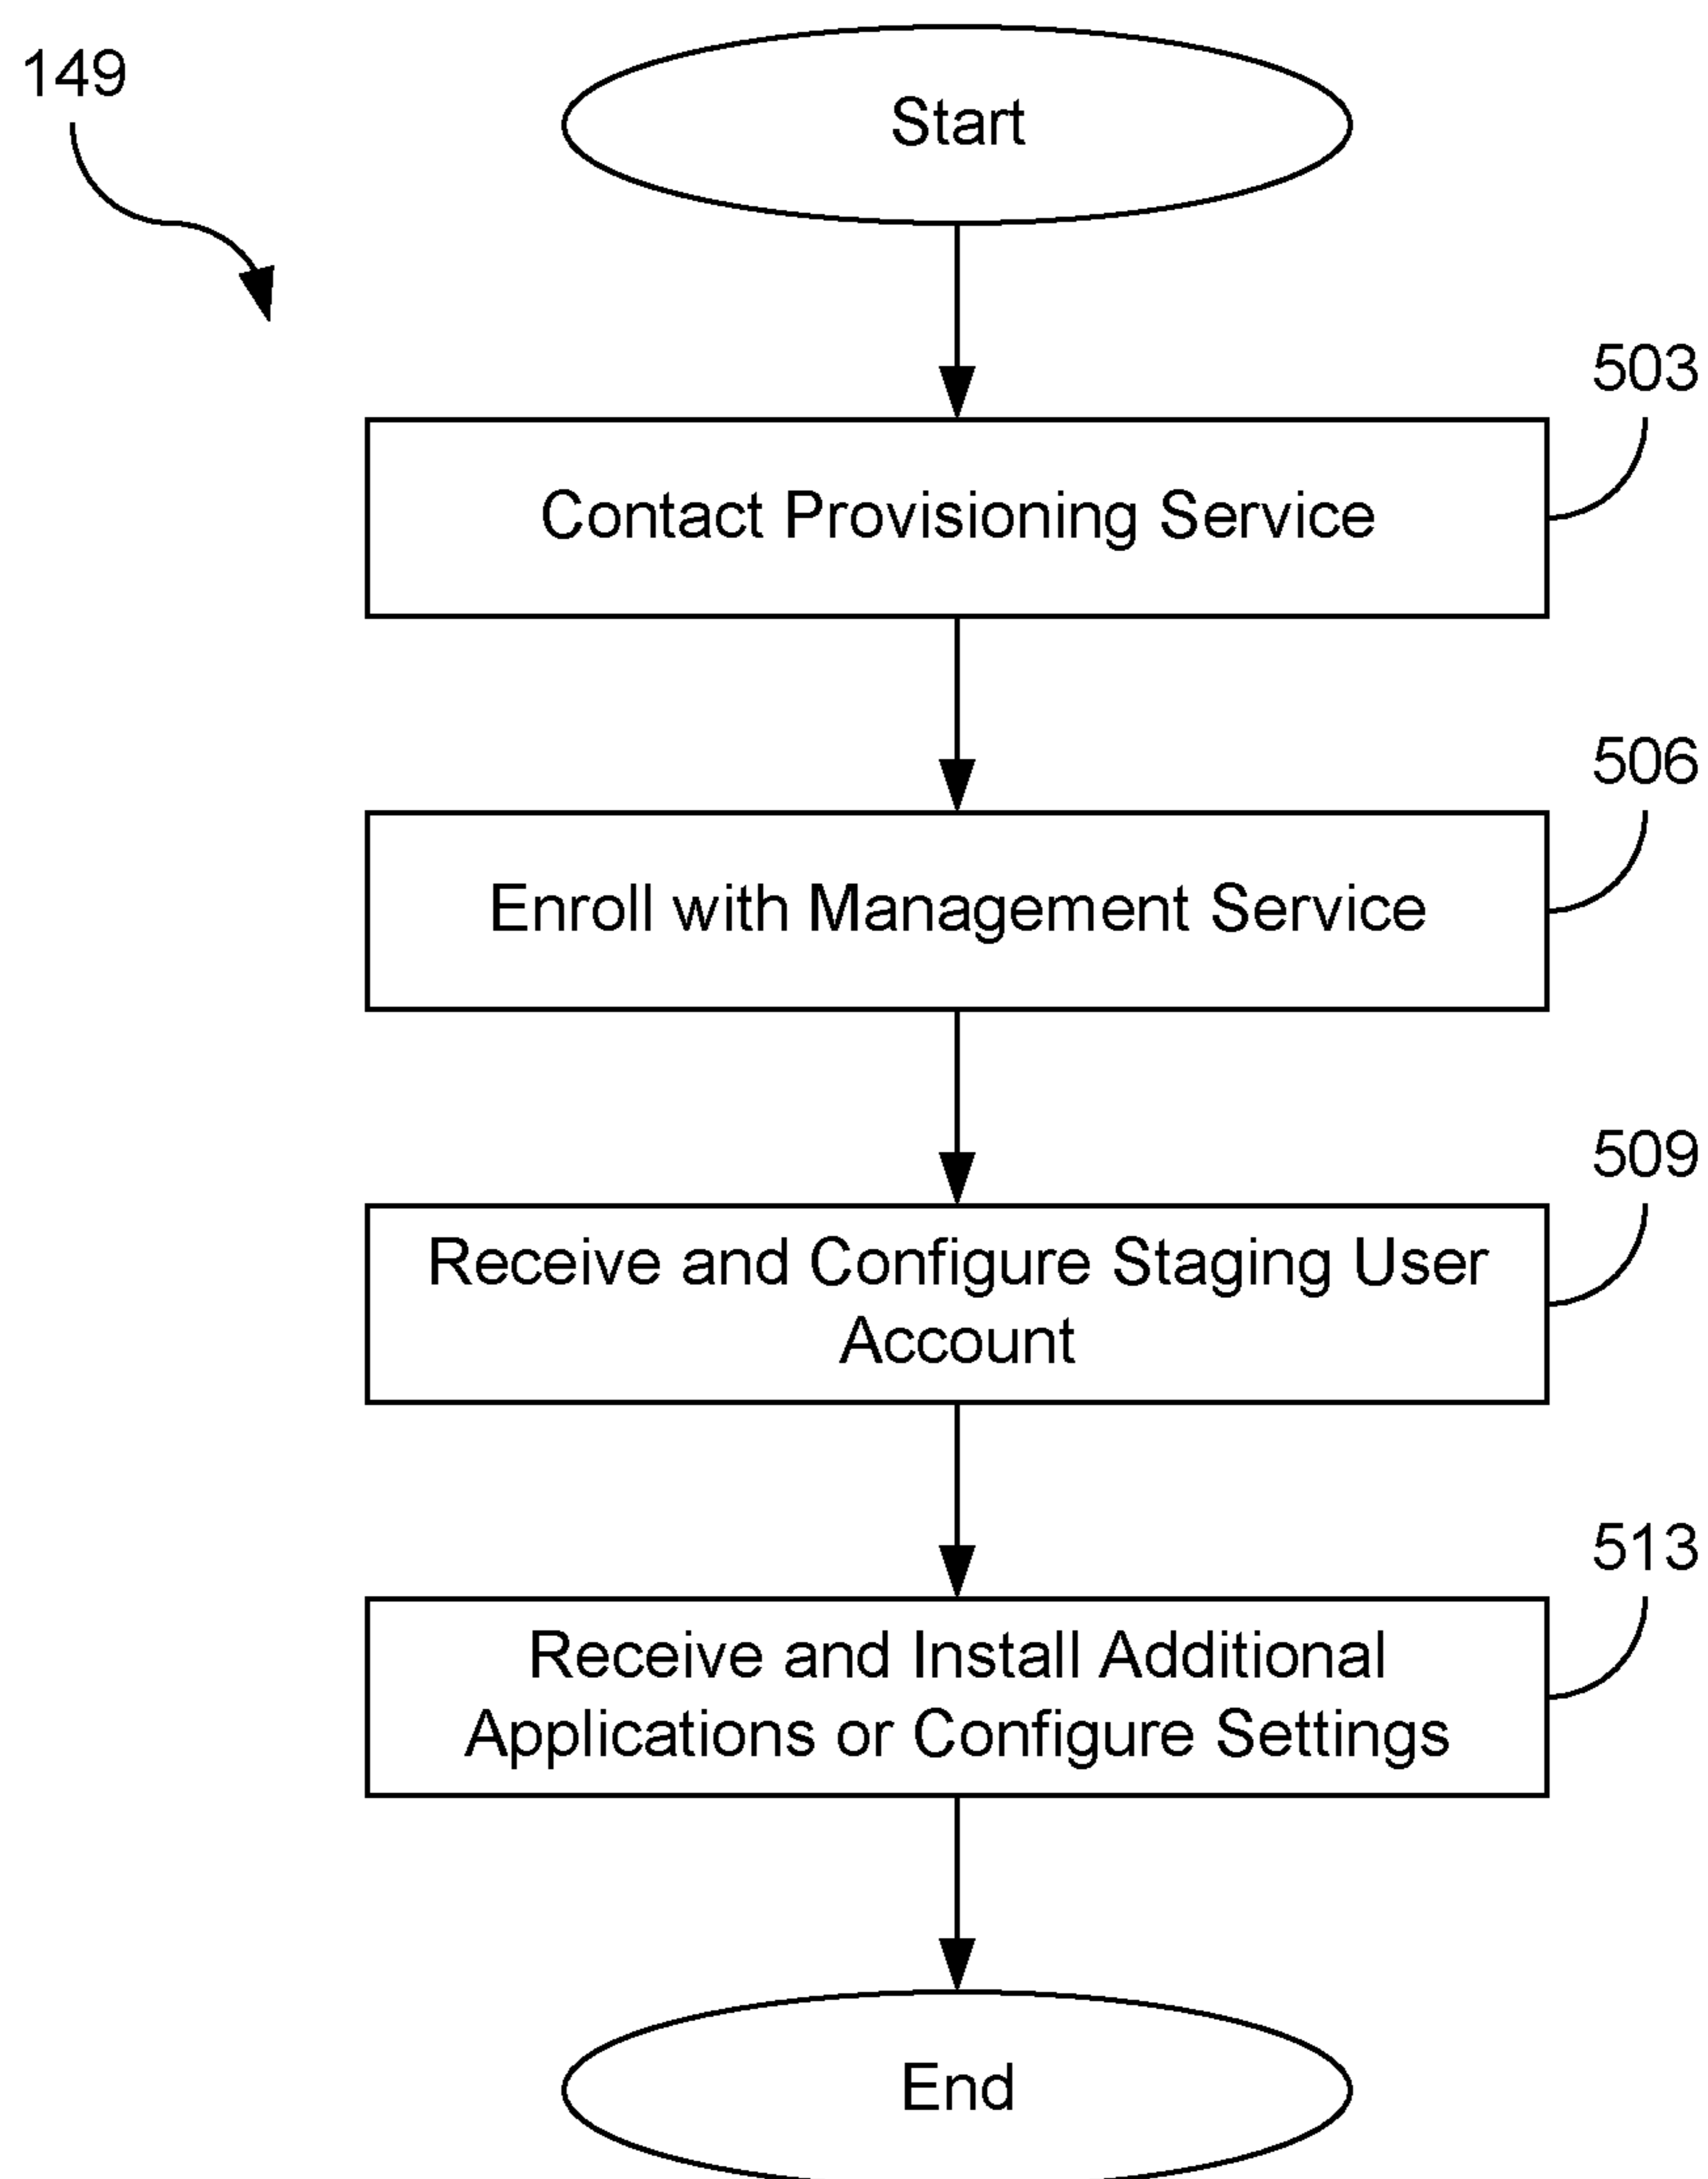 149
Start
503
Contact Provisioning Service
506
Enroll with Management Service
509
Receive and Configure Staging User
Account
513
Receive and Install Additional
Applications or Configure Settings
End